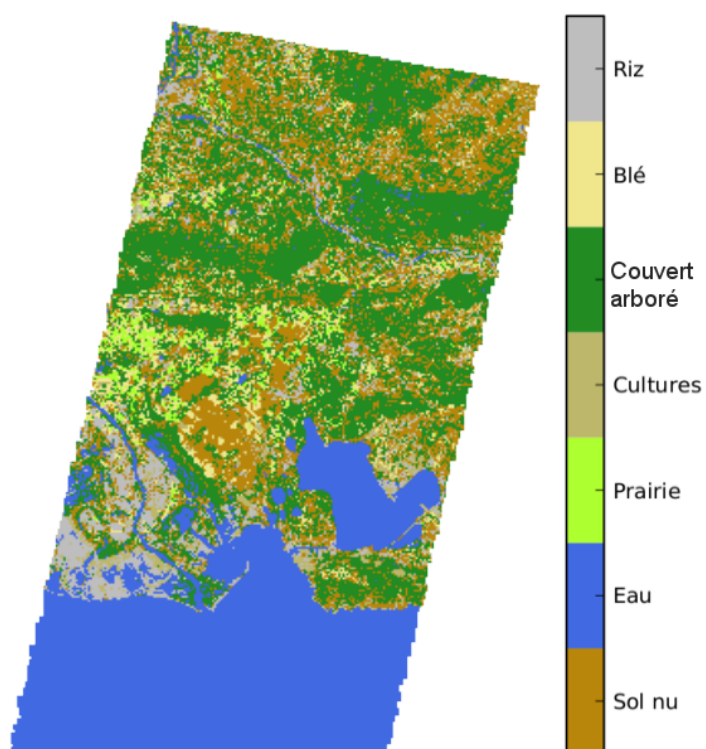 Riz
Blé
Couvert
arboré
Cultures
Prairie
Eau
Sol nu